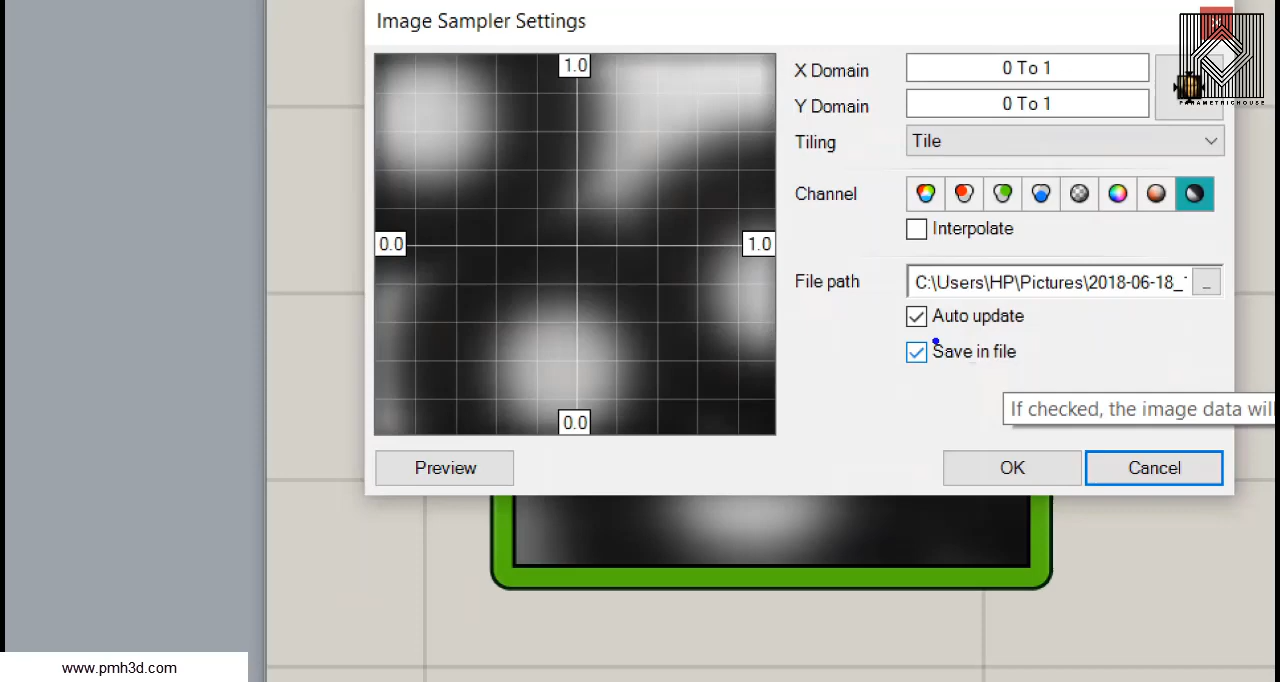 Image Sampler Settings
PARAMETRICHOUSE
1.0
0.0
1.0
0.0
Preview
X Domain
0 To 1
Y Domain
0 To 1
Tiling
Tile
Channel
Interpolate
File path
C:\Users\HP\Pictures\2018-06-18_
_
Auto update
Save in file
If checked, the image data wil
OK
Cancel
www.pmh3d.com